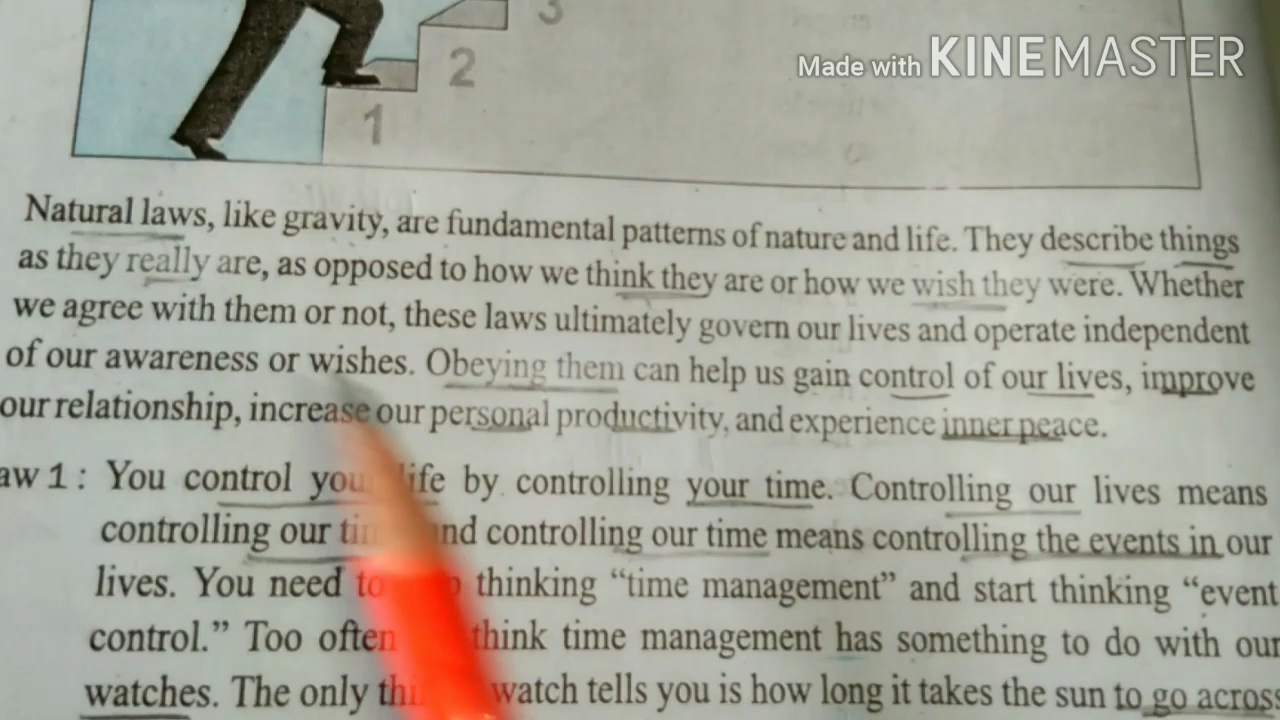 3
Made with KINEMASTER
2
1
Natural laws, like gravity, are fundamental patterns of nature and life. They describe things
as they really are, as opposed to how we think they are or how we wish they were. Whether
we agree with them or not, these laws ultimately govern our lives and operate independent
of our awareness or wishes. Obeying them can help us gain control of our lives, improve
our relationship, increase our personal productivity, and experience inner peace.
aw 1 : You control you life by controlling your time. Controlling our lives means
controlling our ti nd controlling our time means controlling the events in our
lives. You need to thinking “time management” and start thinking “event
control.” Too often think time management has something to do with our
watches. The only thi watch tells you is how long it takes the sun to go across